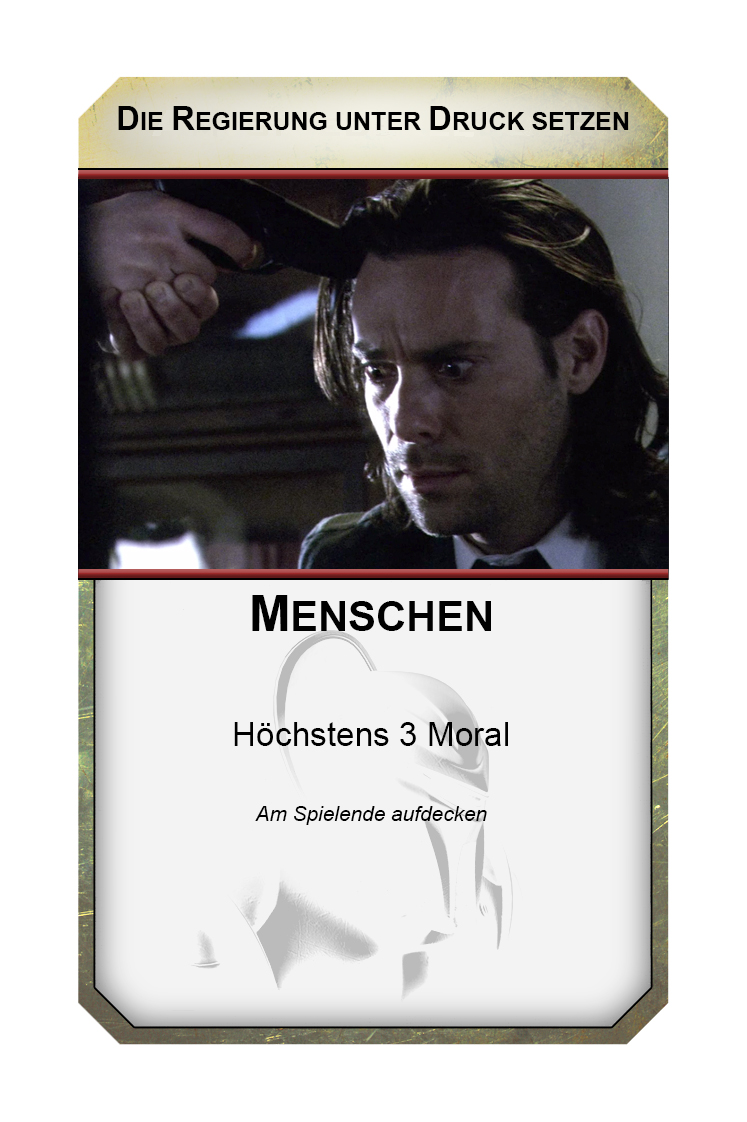 Die Regierung unter Druck setzen
Menschen
Höchstens 3 Moral
Am Spielende aufdecken